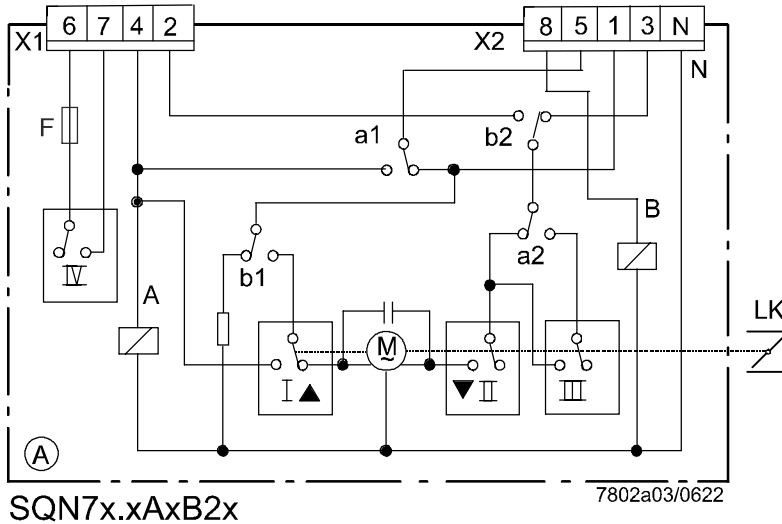 X1 6 7 4 2
X2 8 5 1 3 N
N
F
a1
b2
B
IV
A
b1
a2
LK
M
~
I ▲
▼ II
III
A
7802a03/0622
SQN7x.xAxB2x